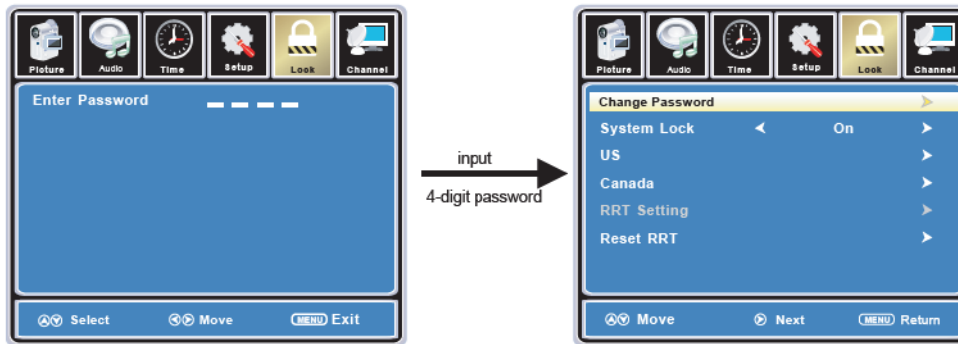 Picture Audio Time Setup Lock Channel
Enter Password
Select Move MENU Exit
input
4-digit password
Picture Audio Time Setup Lock Channel
Change Password
System Lock On
US
Canada
RRT Setting
Reset RRT
Move Next MENU Return